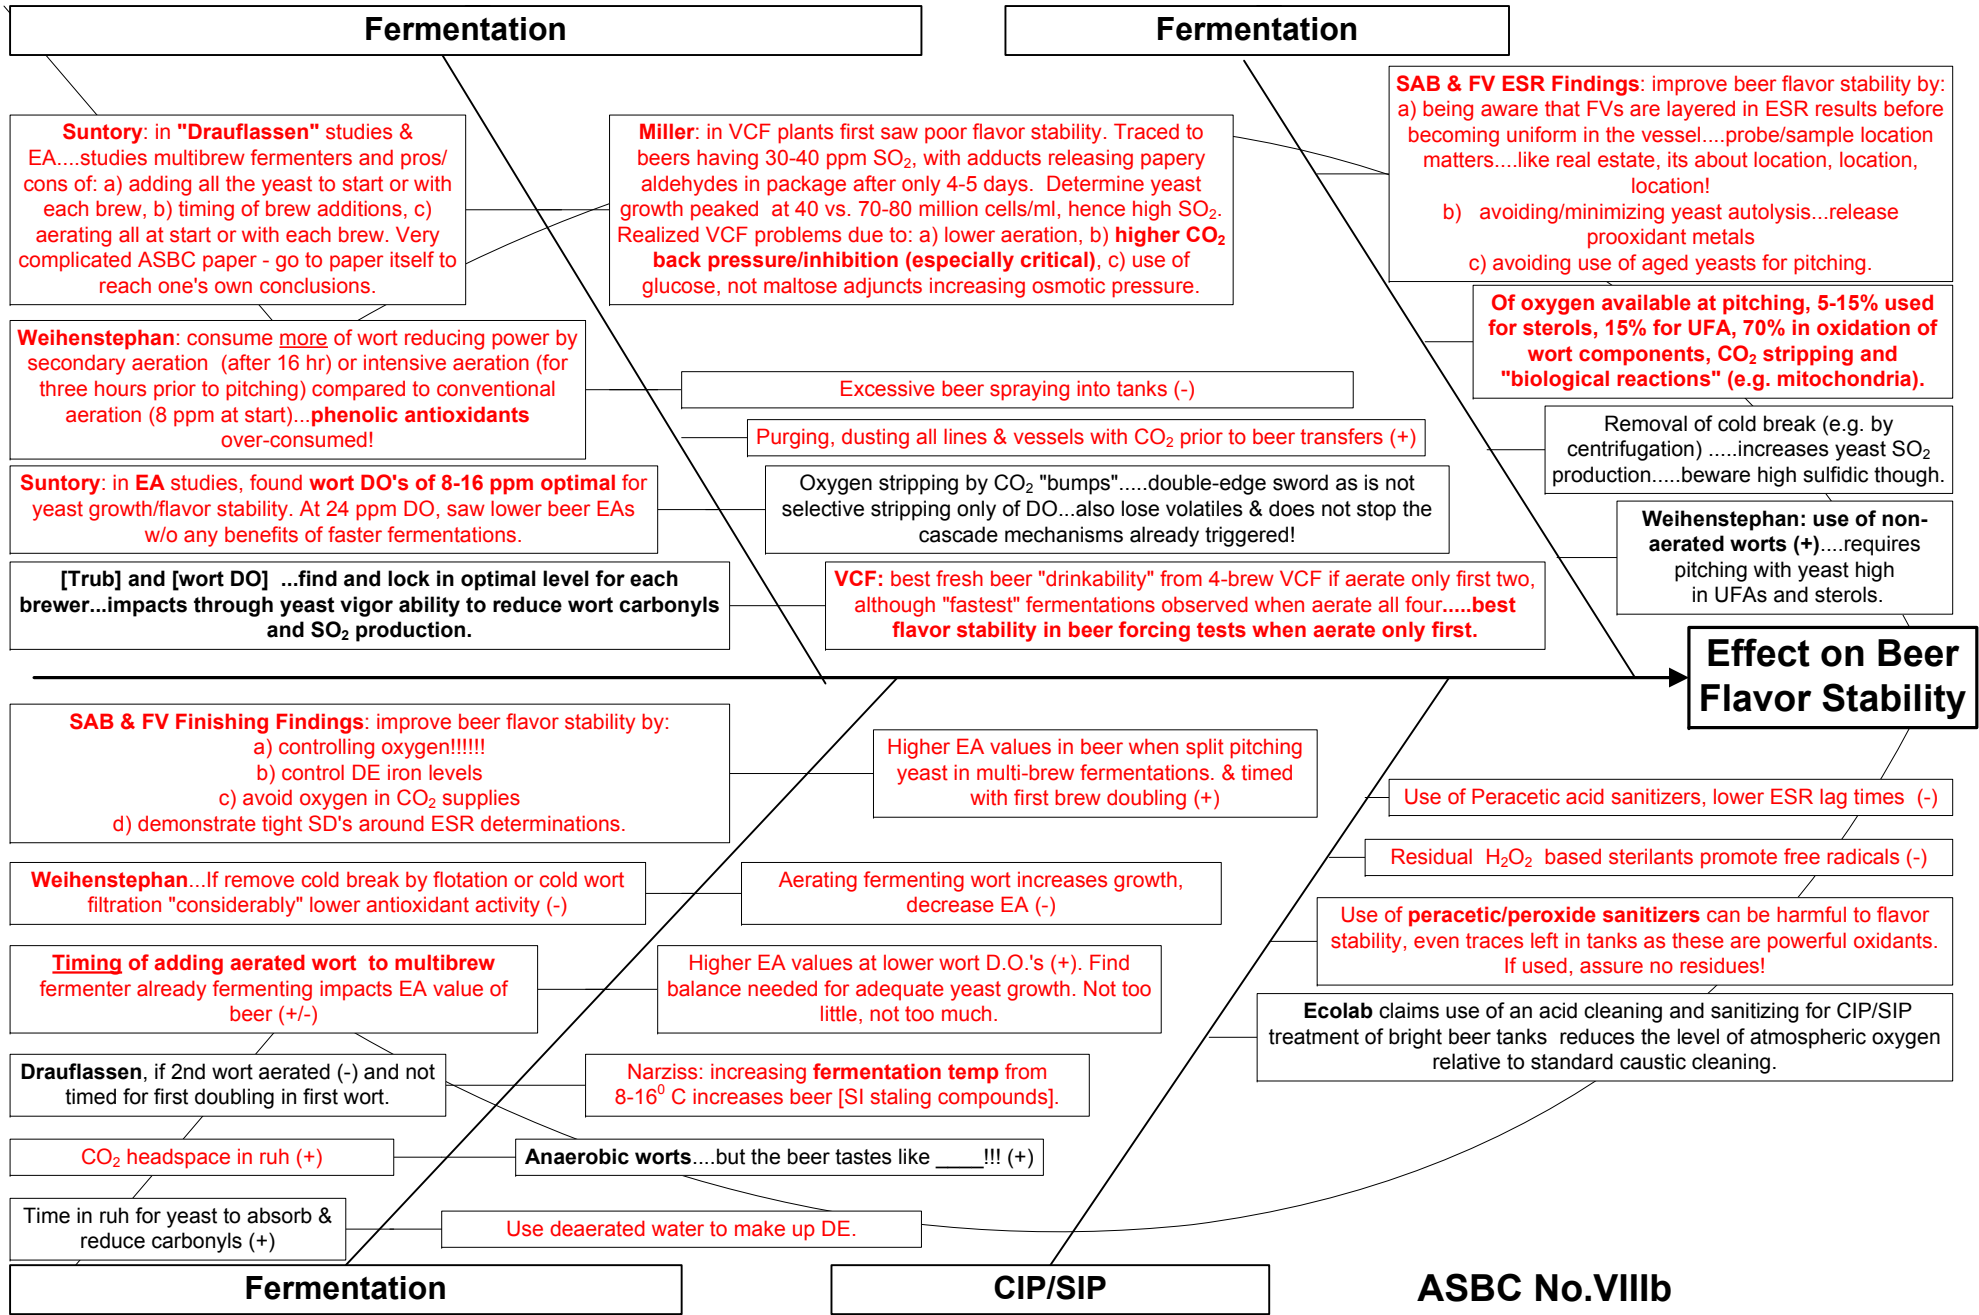 Fermentation
Fermentation
Suntory: in "Drauflassen" studies &
EA....studies multibrew fermenters and pros/
cons of: a) adding all the yeast to start or with
each brew, b) timing of brew additions, c)
aerating all at start or with each brew. Very
complicated ASBC paper - go to paper itself to
reach one's own conclusions.
Miller: in VCF plants first saw poor flavor stability. Traced to
beers having 30-40 ppm SO₂, with adducts releasing papery
aldehydes in package after only 4-5 days.  Determine yeast
growth peaked  at 40 vs. 70-80 million cells/ml, hence high SO₂.
Realized VCF problems due to: a) lower aeration, b) higher CO₂
back pressure/inhibition (especially critical), c) use of
glucose, not maltose adjuncts increasing osmotic pressure.
SAB & FV ESR Findings: improve beer flavor stability by:
a) being aware that FVs are layered in ESR results before
becoming uniform in the vessel....probe/sample location
matters....like real estate, its about location, location,
location!
b)   avoiding/minimizing yeast autolysis...release
prooxidant metals
c) avoiding use of aged yeasts for pitching.
Of oxygen available at pitching, 5-15% used
for sterols, 15% for UFA, 70% in oxidation of
wort components, CO₂ stripping and
"biological reactions" (e.g. mitochondria).
Weihenstephan: consume more of wort reducing power by
secondary aeration  (after 16 hr) or intensive aeration (for
three hours prior to pitching) compared to conventional
aeration (8 ppm at start)...phenolic antioxidants
over-consumed!
Excessive beer spraying into tanks (-)
Purging, dusting all lines & vessels with CO₂ prior to beer transfers (+)
Removal of cold break (e.g. by
centrifugation) .....increases yeast SO₂
production.....beware high sulfidic though.
Suntory: in EA studies, found wort DO's of 8-16 ppm optimal for
yeast growth/flavor stability. At 24 ppm DO, saw lower beer EAs
w/o any benefits of faster fermentations.
Oxygen stripping by CO₂ "bumps".....double-edge sword as is not
selective stripping only of DO...also lose volatiles & does not stop the
cascade mechanisms already triggered!
Weihenstephan: use of non-
aerated worts (+)....requires
pitching with yeast high
in UFAs and sterols.
[Trub] and [wort DO]  ...find and lock in optimal level for each
brewer...impacts through yeast vigor ability to reduce wort carbonyls
and SO₂ production.
VCF: best fresh beer "drinkability" from 4-brew VCF if aerate only first two,
although "fastest" fermentations observed when aerate all four.....best
flavor stability in beer forcing tests when aerate only first.
Effect on Beer
Flavor Stability
SAB & FV Finishing Findings: improve beer flavor stability by:
a) controlling oxygen!!!!!!
b) control DE iron levels
c) avoid oxygen in CO₂ supplies
d) demonstrate tight SD's around ESR determinations.
Higher EA values in beer when split pitching
yeast in multi-brew fermentations. & timed
with first brew doubling (+)
Use of Peracetic acid sanitizers, lower ESR lag times  (-)
Residual  H₂O₂  based sterilants promote free radicals (-)
Weihenstephan...If remove cold break by flotation or cold wort
filtration "considerably" lower antioxidant activity (-)
Aerating fermenting wort increases growth,
decrease EA (-)
Use of peracetic/peroxide sanitizers can be harmful to flavor
stability, even traces left in tanks as these are powerful oxidants.
If used, assure no residues!
Timing of adding aerated wort  to multibrew
fermenter already fermenting impacts EA value of
beer (+/-)
Higher EA values at lower wort D.O.'s (+). Find
balance needed for adequate yeast growth. Not too
little, not too much.
Ecolab claims use of an acid cleaning and sanitizing for CIP/SIP
treatment of bright beer tanks  reduces the level of atmospheric oxygen
relative to standard caustic cleaning.
Drauflassen, if 2nd wort aerated (-) and not
timed for first doubling in first wort.
Narziss: increasing fermentation temp from
8-16⁰ C increases beer [SI staling compounds].
CO₂ headspace in ruh (+)
Anaerobic worts....but the beer tastes like ____!!! (+)
Time in ruh for yeast to absorb &
reduce carbonyls (+)
Use deaerated water to make up DE.
Fermentation
CIP/SIP
ASBC No.VIIIb